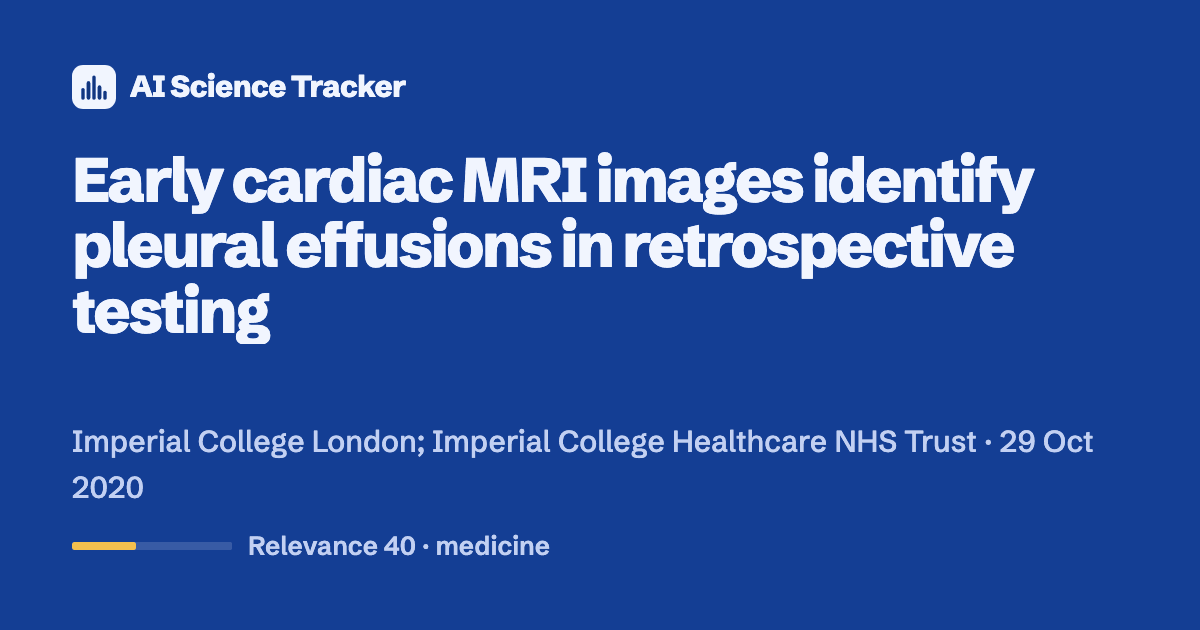 AI Science Tracker
Early cardiac MRI images identify
pleural effusions in retrospective
testing
Imperial College London; Imperial College Healthcare NHS Trust · 29 Oct
2020
Relevance 40 · medicine